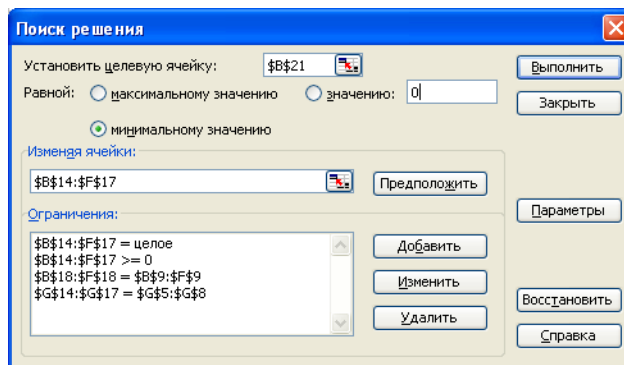 Поиск решения
Установить целевую ячейку: $B$21 Выполнить
Равной: максимальному значению значению: 0 Закрыть
минимальному значению
Изменяя ячейки:
$B$14:$F$17 Предположить
Ограничения: Параметры
$B$14:$F$17 = целое Добавить
$B$14:$F$17 >= 0
$B$18:$F$18 = $B$9:$F$9 Изменить
$G$14:$G$17 = $G$5:$G$8 Восстановить
Удалить
Справка